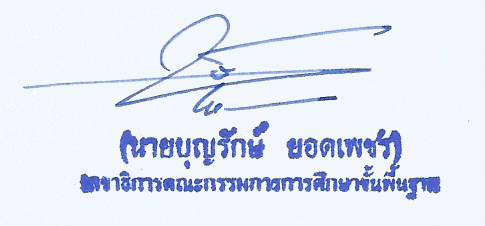 (นายบุญรักษ์ ยอดเพชร)
เลขาธิการคณะกรรมการการศึกษาขั้นพื้นฐาน